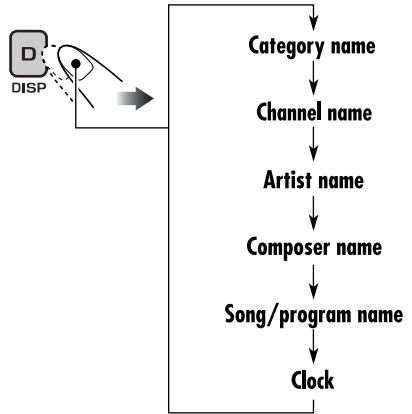 D
DISP
Category name
Channel name
Artist name
Composer name
Song/program name
Clock